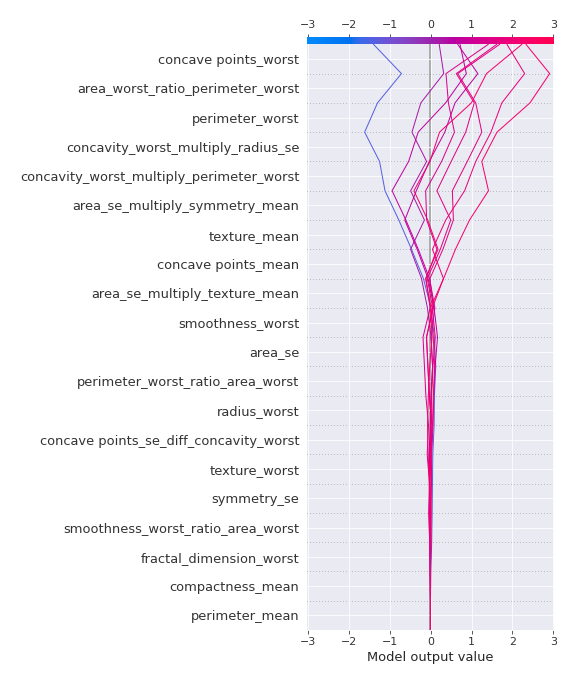 −3 −2 −1 0 1 2 3
concave points_worst
area_worst_ratio_perimeter_worst
perimeter_worst
concavity_worst_multiply_radius_se
concavity_worst_multiply_perimeter_worst
area_se_multiply_symmetry_mean
texture_mean
concave points_mean
area_se_multiply_texture_mean
smoothness_worst
area_se
perimeter_worst_ratio_area_worst
radius_worst
concave points_se_diff_concavity_worst
texture_worst
symmetry_se
smoothness_worst_ratio_area_worst
fractal_dimension_worst
compactness_mean
perimeter_mean
−3 −2 −1 0 1 2 3
Model output value